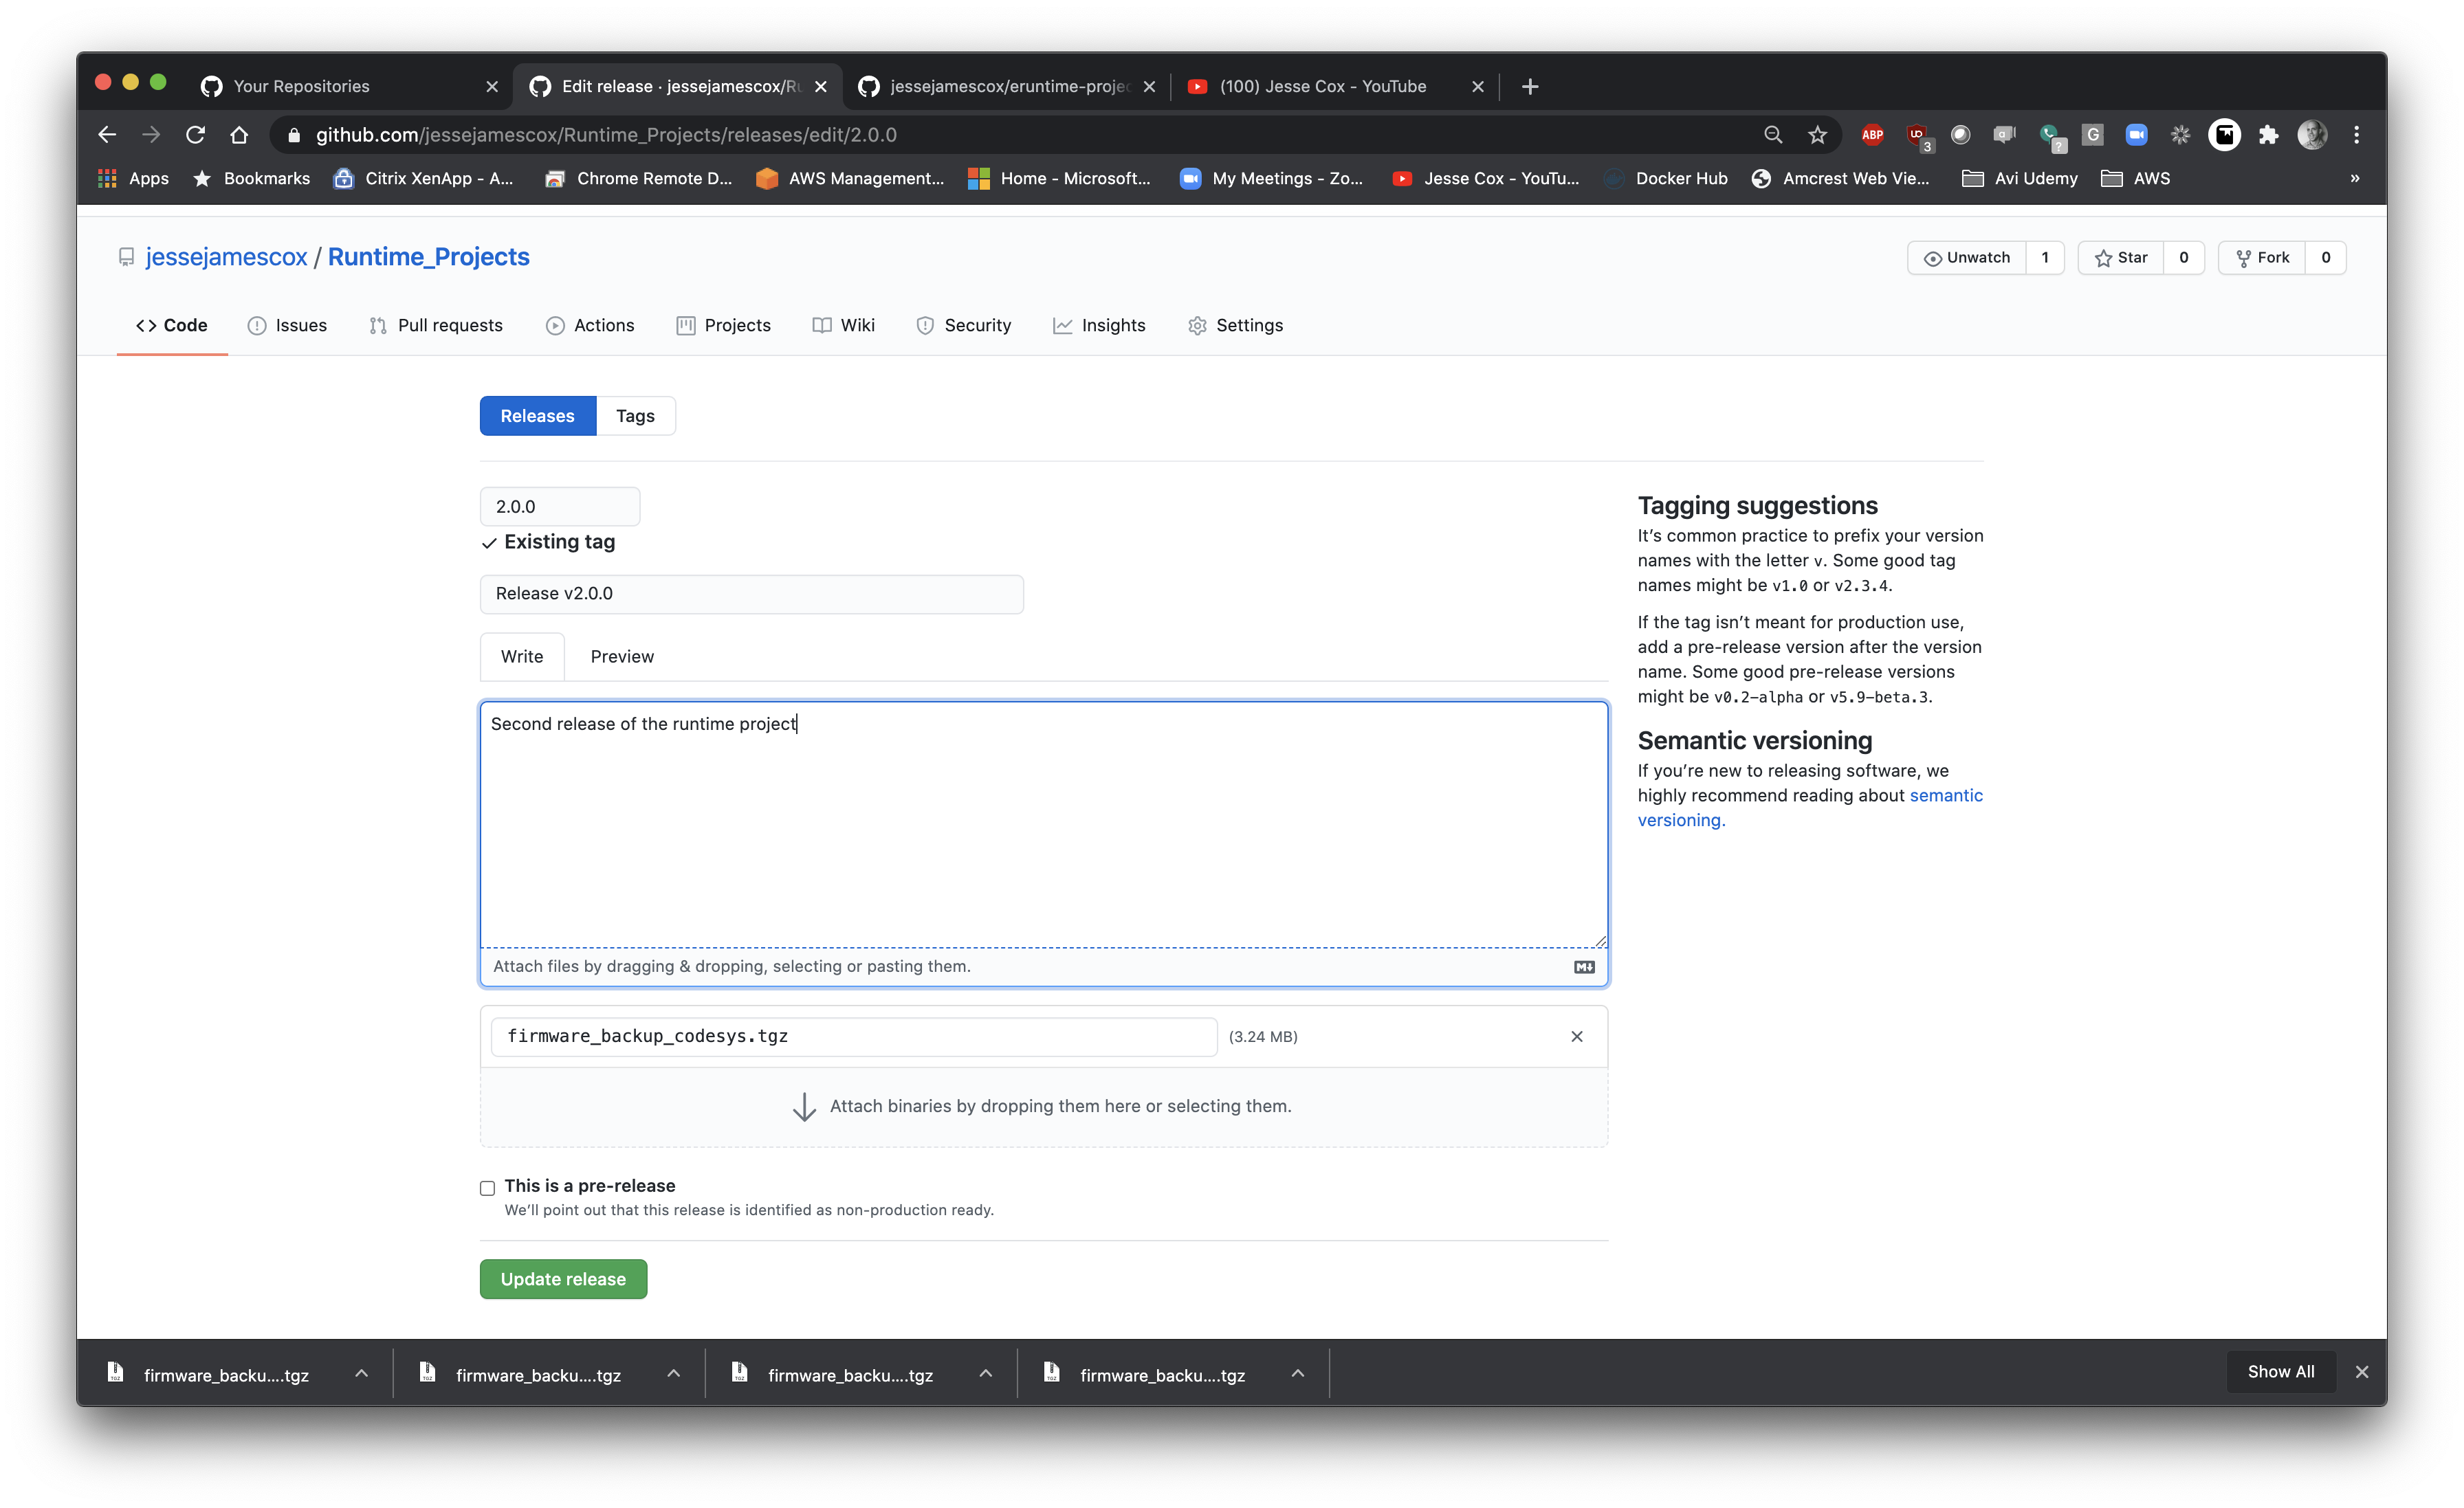 Your Repositories
Edit release · jessejamescox/Ru
jessejamescox/eruntime-projec
(100) Jesse Cox - YouTube
github.com/jessejamescox/Runtime_Projects/releases/edit/2.0.0
ABP
3
?
G
Apps
Bookmarks
Citrix XenApp - A...
Chrome Remote D...
AWS Management...
Home - Microsoft...
My Meetings - Zo...
Jesse Cox - YouTu...
Docker Hub
Amcrest Web Vie...
Avi Udemy
AWS
»
jessejamescox / Runtime_Projects
Unwatch 1
Star 0
Fork 0
Code
Issues
Pull requests
Actions
Projects
Wiki
Security
Insights
Settings
Releases
Tags
2.0.0
Existing tag
Release v2.0.0
Write
Preview
Second release of the runtime project
Attach files by dragging & dropping, selecting or pasting them.
firmware_backup_codesys.tgz
(3.24 MB)
Attach binaries by dropping them here or selecting them.
This is a pre-release
We'll point out that this release is identified as non-production ready.
Update release
Tagging suggestions
It's common practice to prefix your version
names with the letter v. Some good tag
names might be v1.0 or v2.3.4.
If the tag isn't meant for production use,
add a pre-release version after the version
name. Some good pre-release versions
might be v0.2-alpha or v5.9-beta.3.
Semantic versioning
If you're new to releasing software, we
highly recommend reading about semantic
versioning.
firmware_backu....tgz
firmware_backu....tgz
firmware_backu....tgz
firmware_backu....tgz
Show All